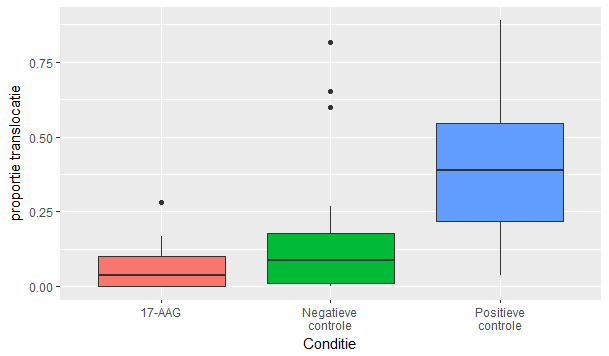 proportie translocatie
0.75
0.50
0.25
0.00
17-AAG
Negatieve
controle
Positieve
controle
Conditie